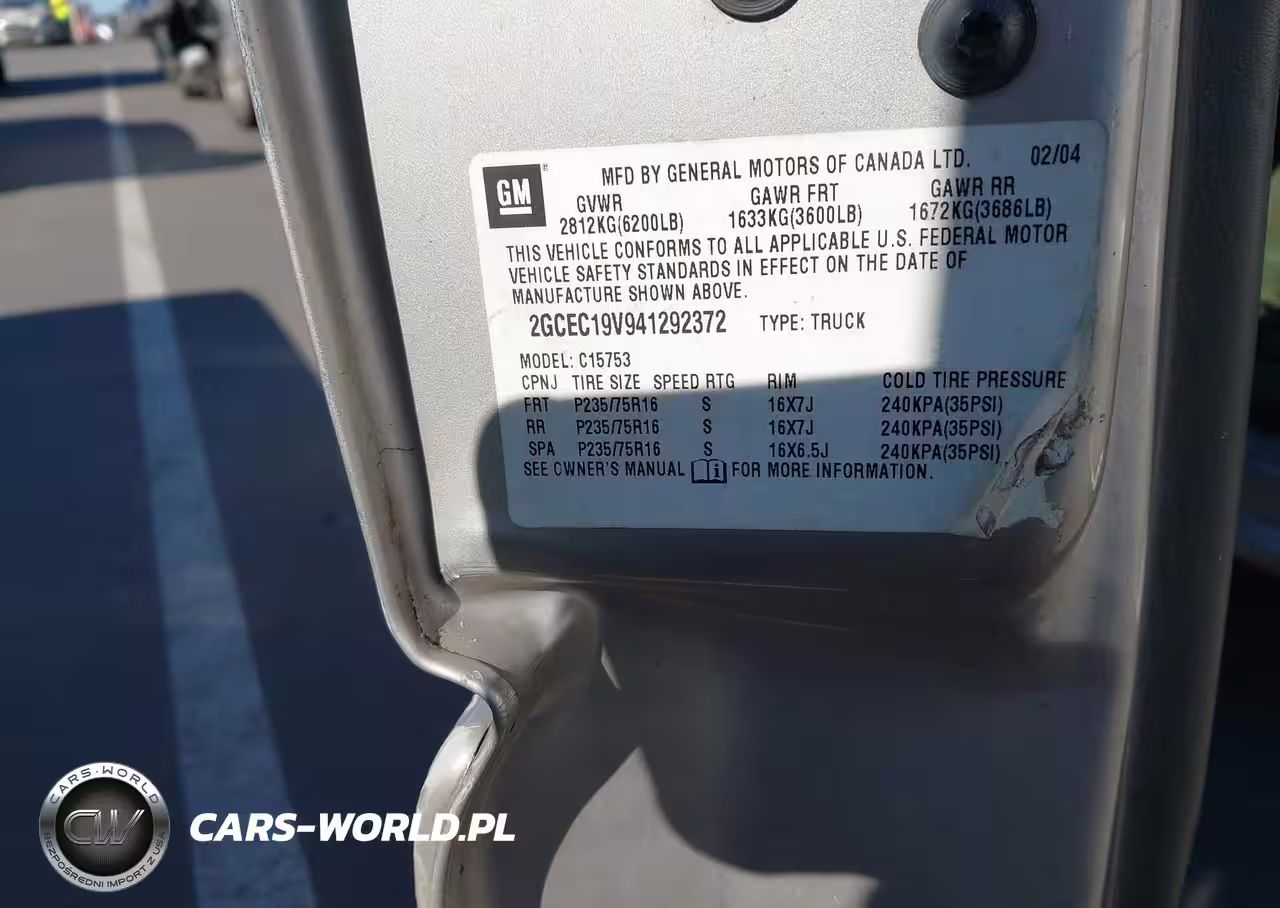 GM
MFD BY GENERAL MOTORS OF CANADA LTD. 02/04
GVWR GAWR FRT GAWR RR
2812KG(6200LB) 1633KG(3600LB) 1672KG(3686LB)
THIS VEHICLE CONFORMS TO ALL APPLICABLE U.S. FEDERAL MOTOR
VEHICLE SAFETY STANDARDS IN EFFECT ON THE DATE OF
MANUFACTURE SHOWN ABOVE.
2GCEC19V941292372 TYPE: TRUCK
MODEL: C15753
CPNJ TIRE SIZE SPEED RTG RIM COLD TIRE PRESSURE
FRT P235/75R16 S 16X7J 240KPA(35PSI)
RR P235/75R16 S 16X7J 240KPA(35PSI)
SPA P235/75R16 S 16X6.5J 240KPA(35PSI)
SEE OWNER'S MANUAL FOR MORE INFORMATION.
CARS-WORLD
CW
BEZPOŚREDNI IMPORT Z USA
CARS-WORLD.PL